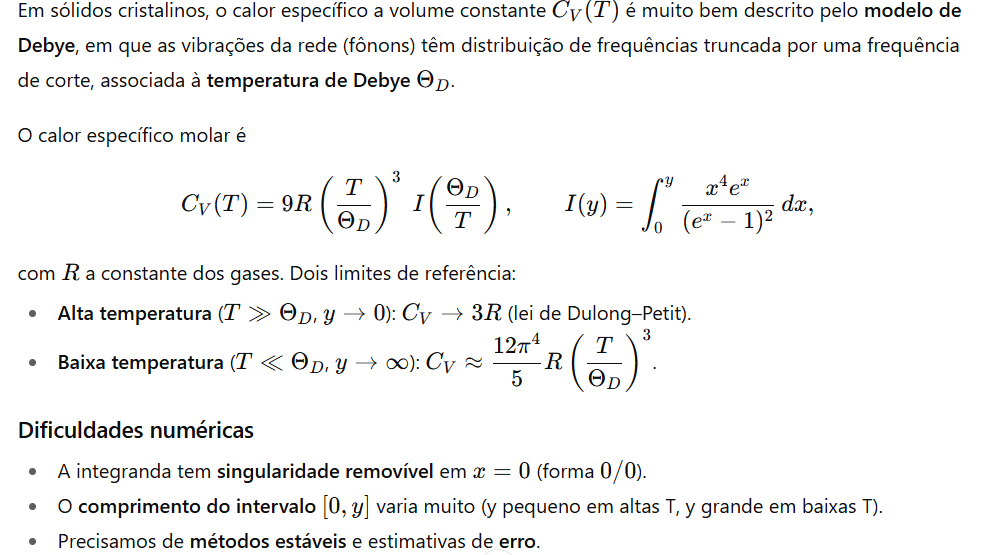 Em sólidos cristalinos, o calor específico a volume constante $C_V(T)$ é muito bem descrito pelo modelo de
Debye, em que as vibrações da rede (fônons) têm distribuição de frequências truncada por uma frequência
de corte, associada à temperatura de Debye $\Theta_D$.
O calor específico molar é
$C_V(T) = 9R \left(\frac{T}{\Theta_D}\right)^3 I\left(\frac{\Theta_D}{T}\right), \qquad I(y) = \int_0^y \frac{x^4 e^x}{(e^x - 1)^2} \, dx,$
com $R$ a constante dos gases. Dois limites de referência:
• Alta temperatura ($T \gg \Theta_D$, $y \to 0$): $C_V \to 3R$ (lei de Dulong–Petit).
• Baixa temperatura ($T \ll \Theta_D$, $y \to \infty$): $C_V \approx \frac{12\pi^4}{5} R \left(\frac{T}{\Theta_D}\right)^3$.
Dificuldades numéricas
• A integranda tem singularidade removível em $x = 0$ (forma $0/0$).
• O comprimento do intervalo $[0, y]$ varia muito (y pequeno em altas T, y grande em baixas T).
• Precisamos de métodos estáveis e estimativas de erro.